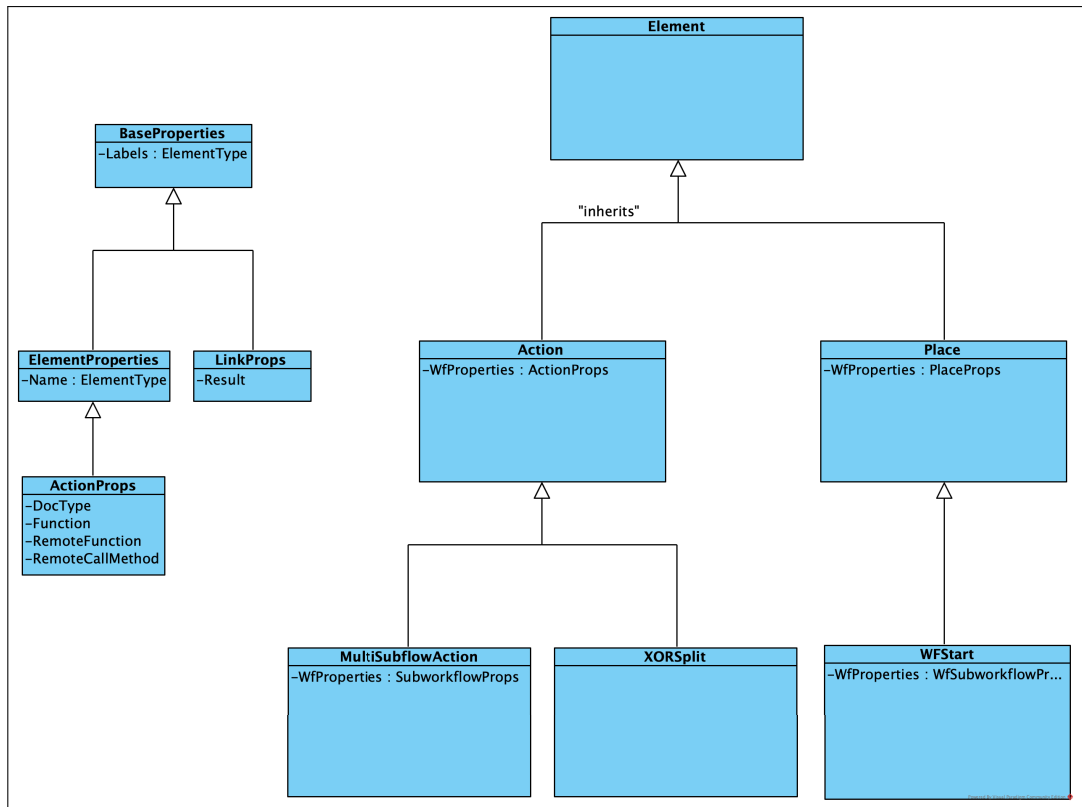 Element
BaseProperties
-Labels : ElementType
"inherits"
ElementProperties
-Name : ElementType
LinkProps
-Result
Action
-WfProperties : ActionProps
Place
-WfProperties : PlaceProps
ActionProps
-DocType
-Function
-RemoteFunction
-RemoteCallMethod
MultiSubflowAction
-WfProperties : SubworkflowProps
XORSplit
WFStart
-WfProperties : WfSubworkflowPr...